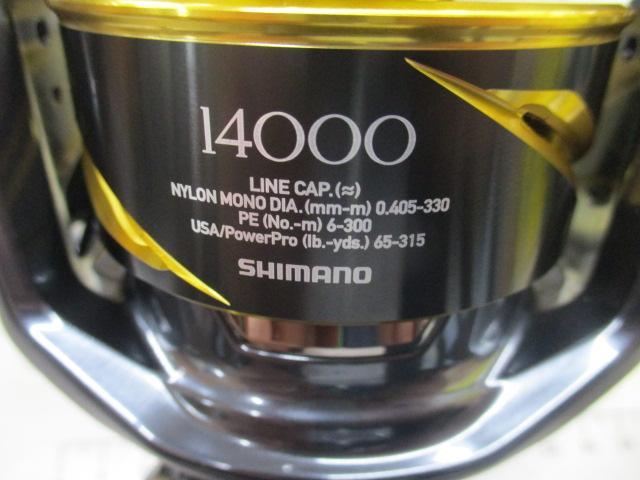 14000
LINE CAP.(≈)
NYLON MONO DIA.(mm-m) 0.405-330
PE (No.-m) 6-300
USA/PowerPro (lb.-yds.) 65-315
SHIMANO